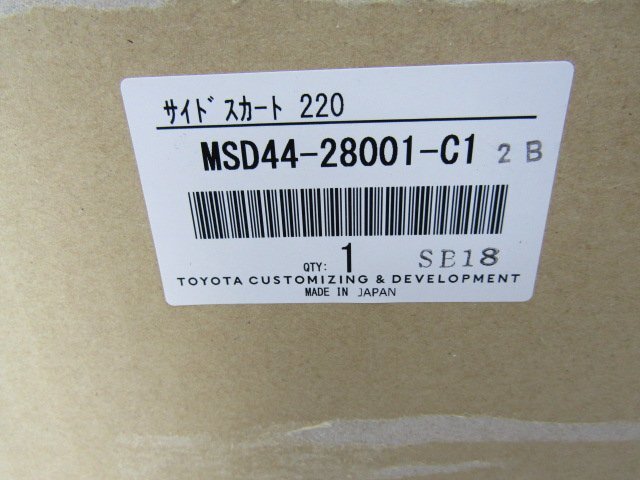 サイドスカート 220
MSD44-28001-C1 2 B
QTY: 1 SB18
TOYOTA CUSTOMIZING & DEVELOPMENT
MADE IN JAPAN